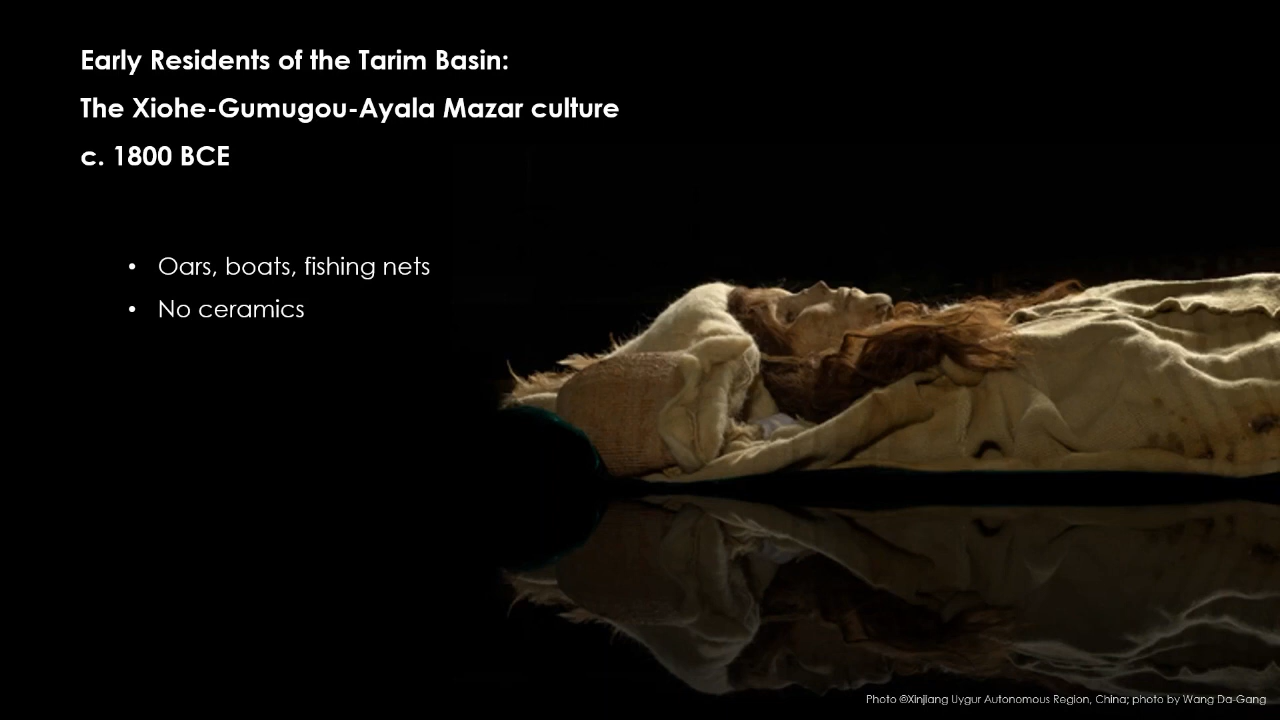 Early Residents of the Tarim Basin:
The Xiohe-Gumugou-Ayala Mazar culture
c. 1800 BCE
• Oars, boats, fishing nets
• No ceramics
Photo ©Xinjiang Uygur Autonomous Region, China; photo by Wang Da-Gang